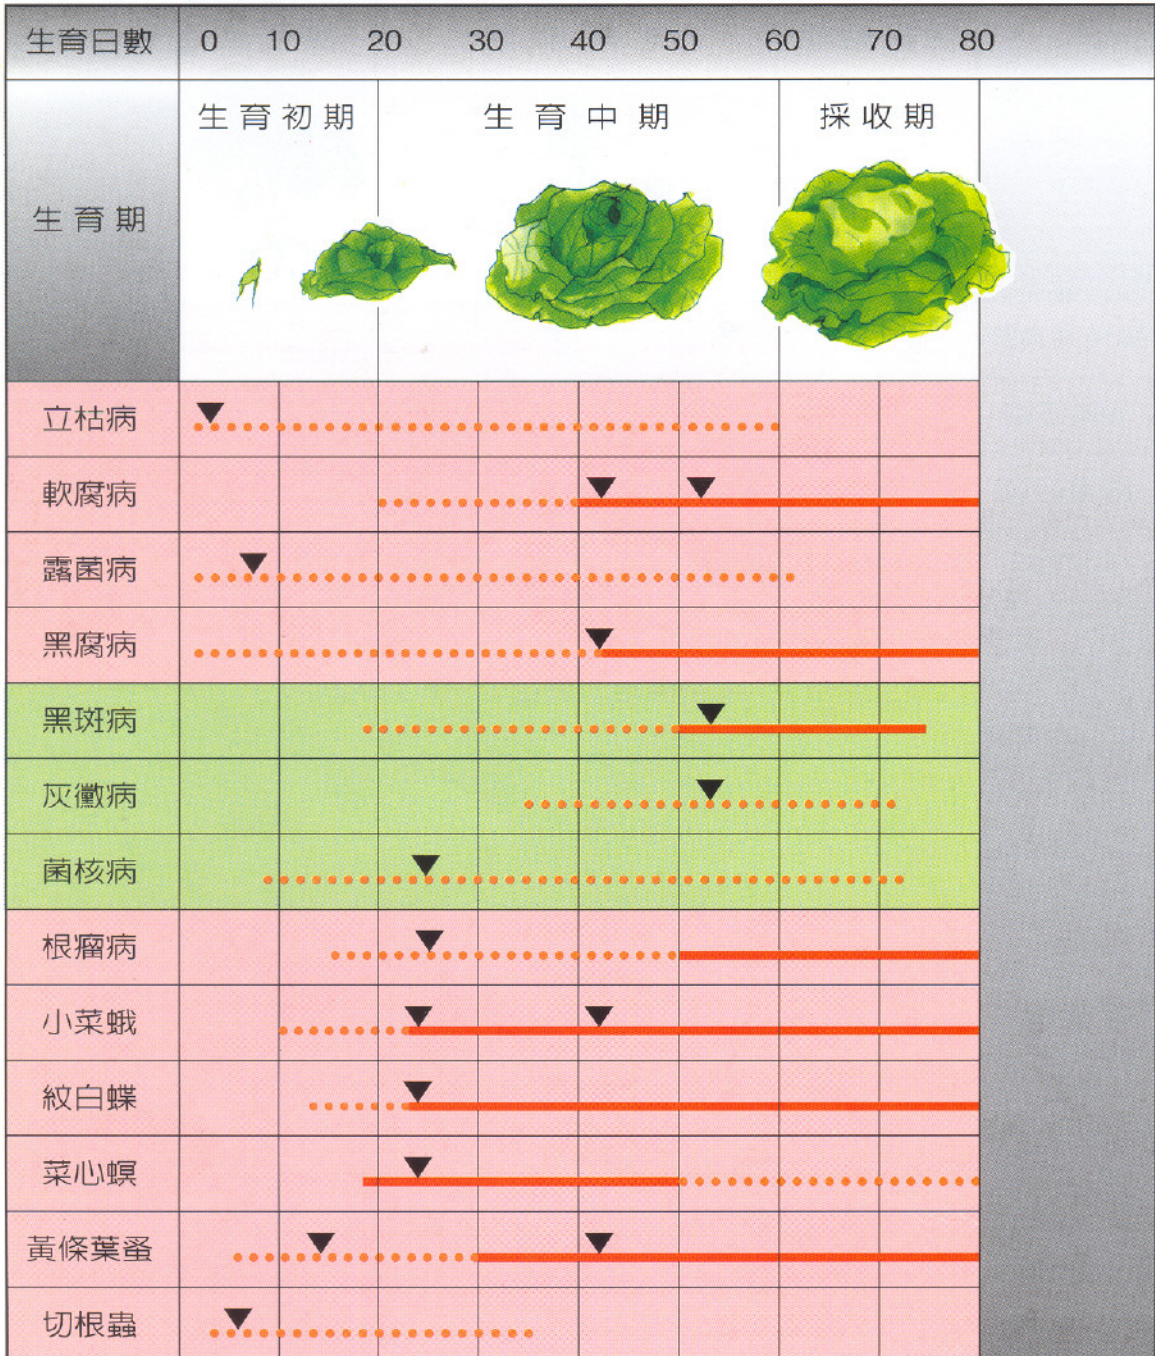 生育日數 0 10 20 30 40 50 60 70 80
生育初期 生育中期 採收期
生育期
立枯病
軟腐病
露菌病
黑腐病
黑斑病
灰黴病
菌核病
根瘤病
小菜蛾
紋白蝶
菜心螟
黃條葉蚤
切根蟲